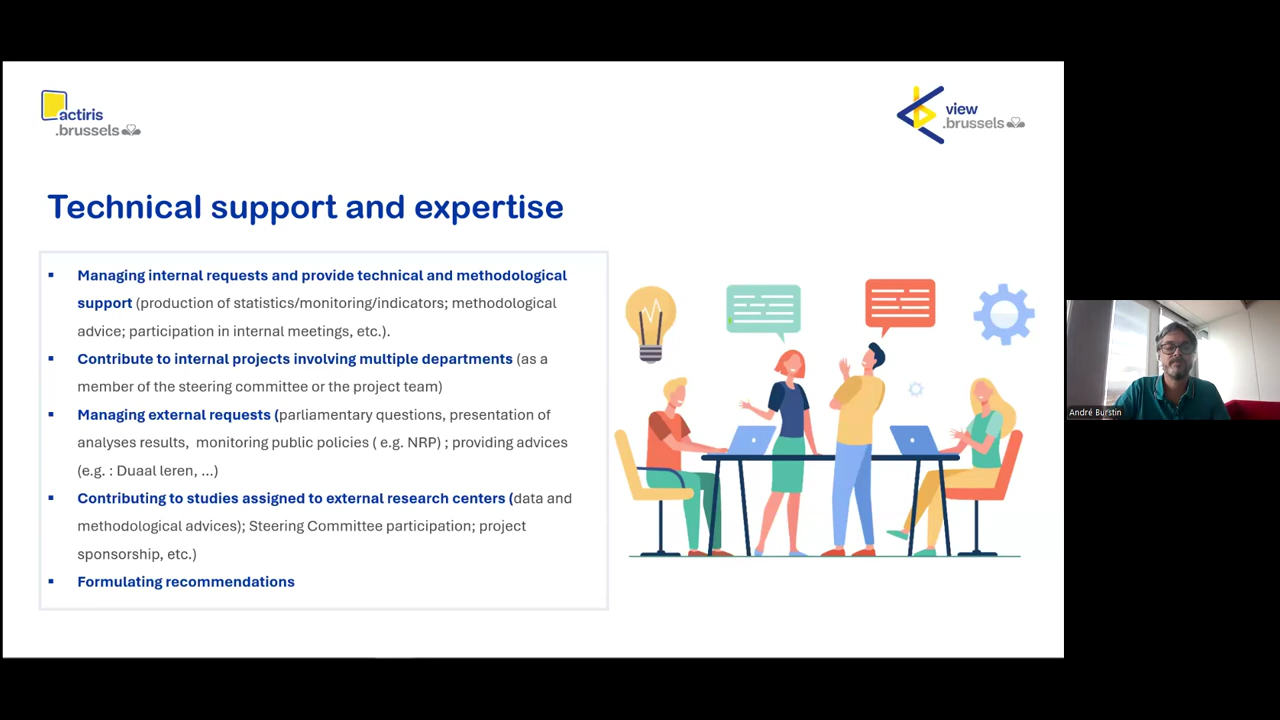 actiris
.brussels
view
.brussels
Technical support and expertise
▪ Managing internal requests and provide technical and methodological
support (production of statistics/monitoring/indicators; methodological
advice; participation in internal meetings, etc.).
▪ Contribute to internal projects involving multiple departments (as a
member of the steering committee or the project team)
▪ Managing external requests (parliamentary questions, presentation of
analyses results, monitoring public policies ( e.g. NRP) ; providing advices
(e.g. : Duaal leren, ...)
▪ Contributing to studies assigned to external research centers (data and
methodological advices); Steering Committee participation; project
sponsorship, etc.)
▪ Formulating recommendations
André Burstin